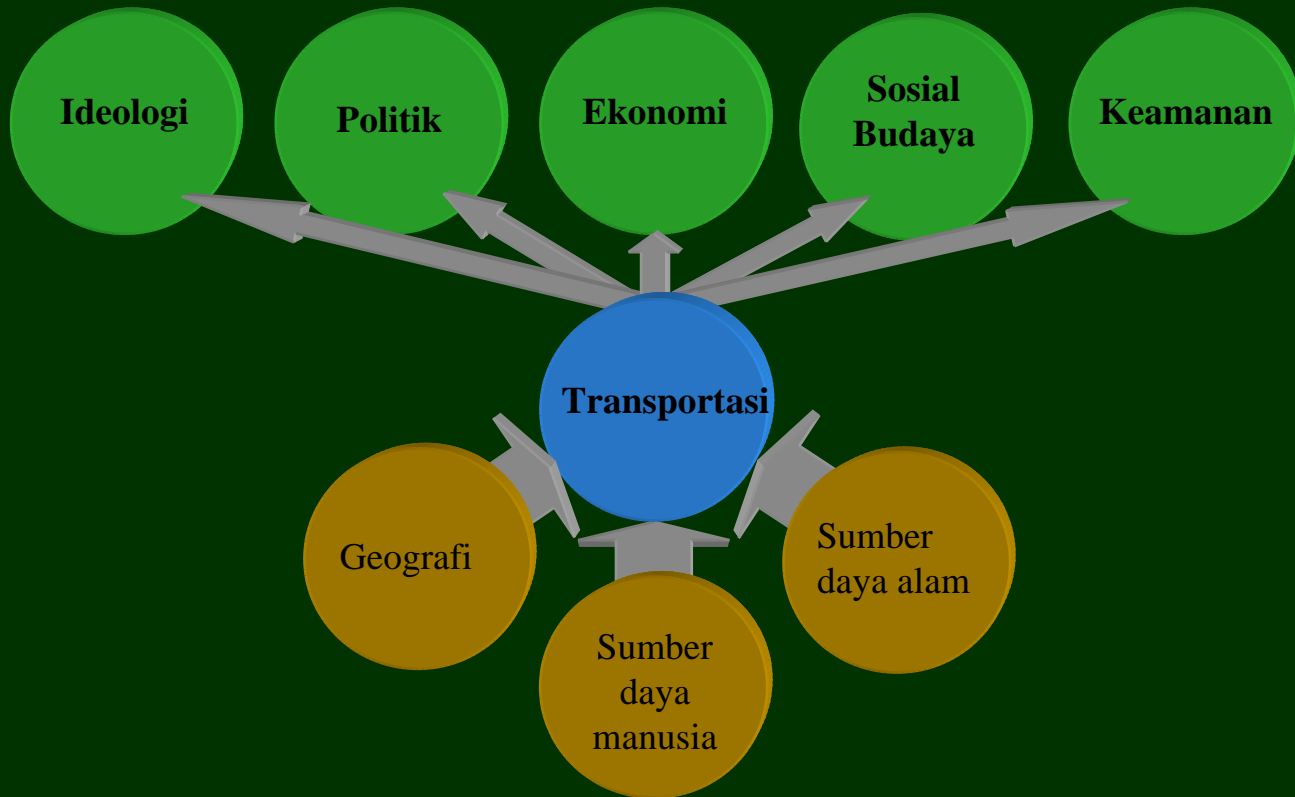 Ideologi
Politik
Ekonomi
Sosial
Budaya
Keamanan
Transportasi
Geografi
Sumber
daya
manusia
Sumber
daya alam